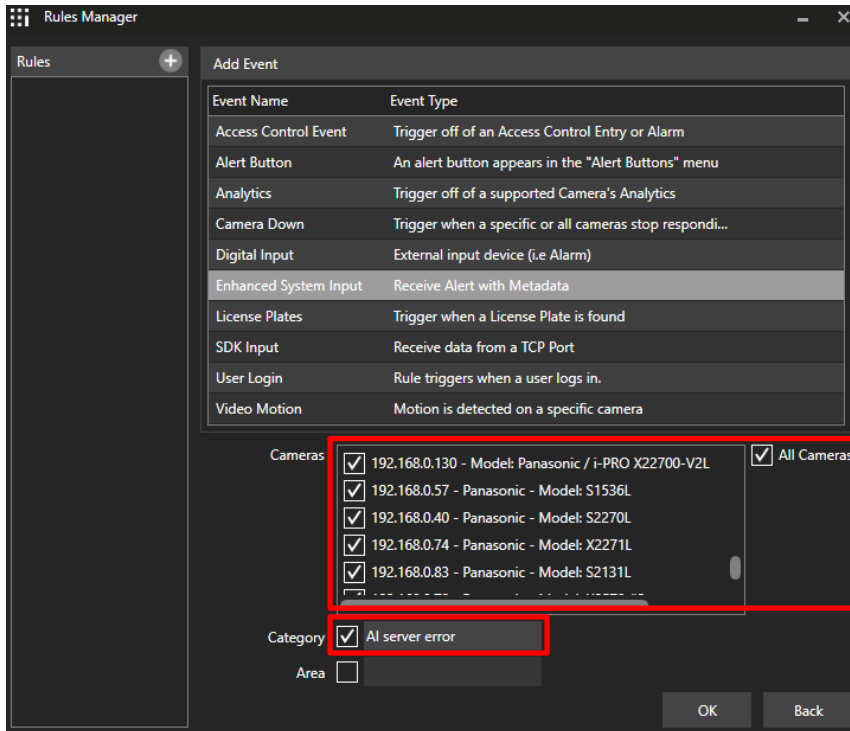 Rules Manager
Rules
Add Event
Event Name Event Type
Access Control Event Trigger off of an Access Control Entry or Alarm
Alert Button An alert button appears in the "Alert Buttons" menu
Analytics Trigger off of a supported Camera's Analytics
Camera Down Trigger when a specific or all cameras stop respondi...
Digital Input External input device (i.e Alarm)
Enhanced System Input Receive Alert with Metadata
License Plates Trigger when a License Plate is found
SDK Input Receive data from a TCP Port
User Login Rule triggers when a user logs in.
Video Motion Motion is detected on a specific camera
Cameras
192.168.0.130 - Model: Panasonic / i-PRO X22700-V2L
All Cameras
192.168.0.57 - Panasonic - Model: S1536L
192.168.0.40 - Panasonic - Model: S2270L
192.168.0.74 - Panasonic - Model: X2271L
192.168.0.83 - Panasonic - Model: S2131L
Category AI server error
Area
OK Back